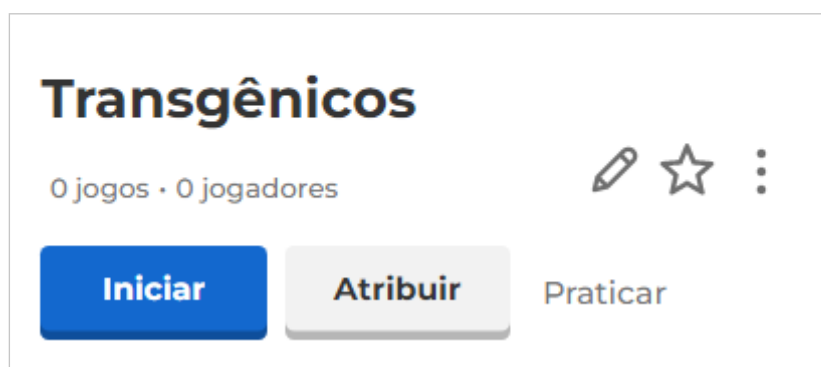 Transgênicos
0 jogos · 0 jogadores
Iniciar
Atribuir
Praticar